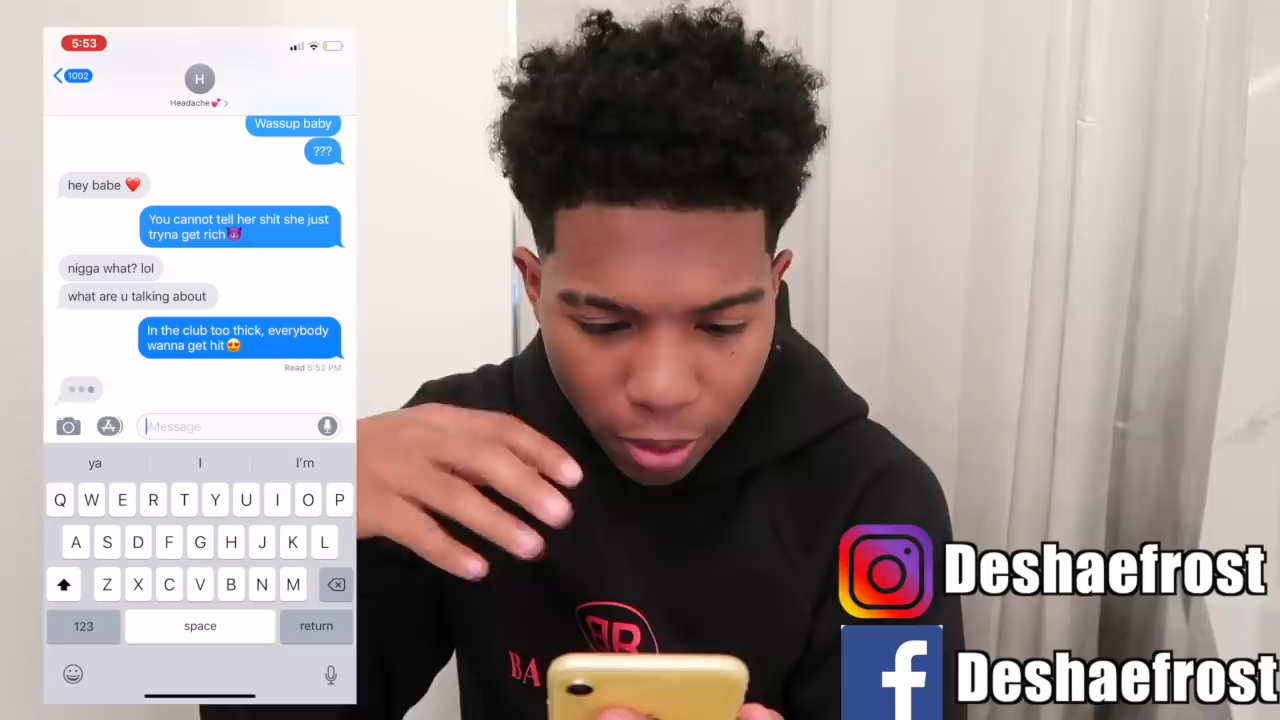 5:53
1002
H
Headache💕 >
Wassup baby
???
hey babe ❤️
You cannot tell her shit she just
tryna get rich😈
nigga what? lol
what are u talking about
In the club too thick, everybody
wanna get hit😍
Read 5:52 PM
Message
ya
I
I'm
Q W E R T Y U I O P
A S D F G H J K L
Z X C V B N M
123
space
return
BA
Deshaefrost
Deshaefrost